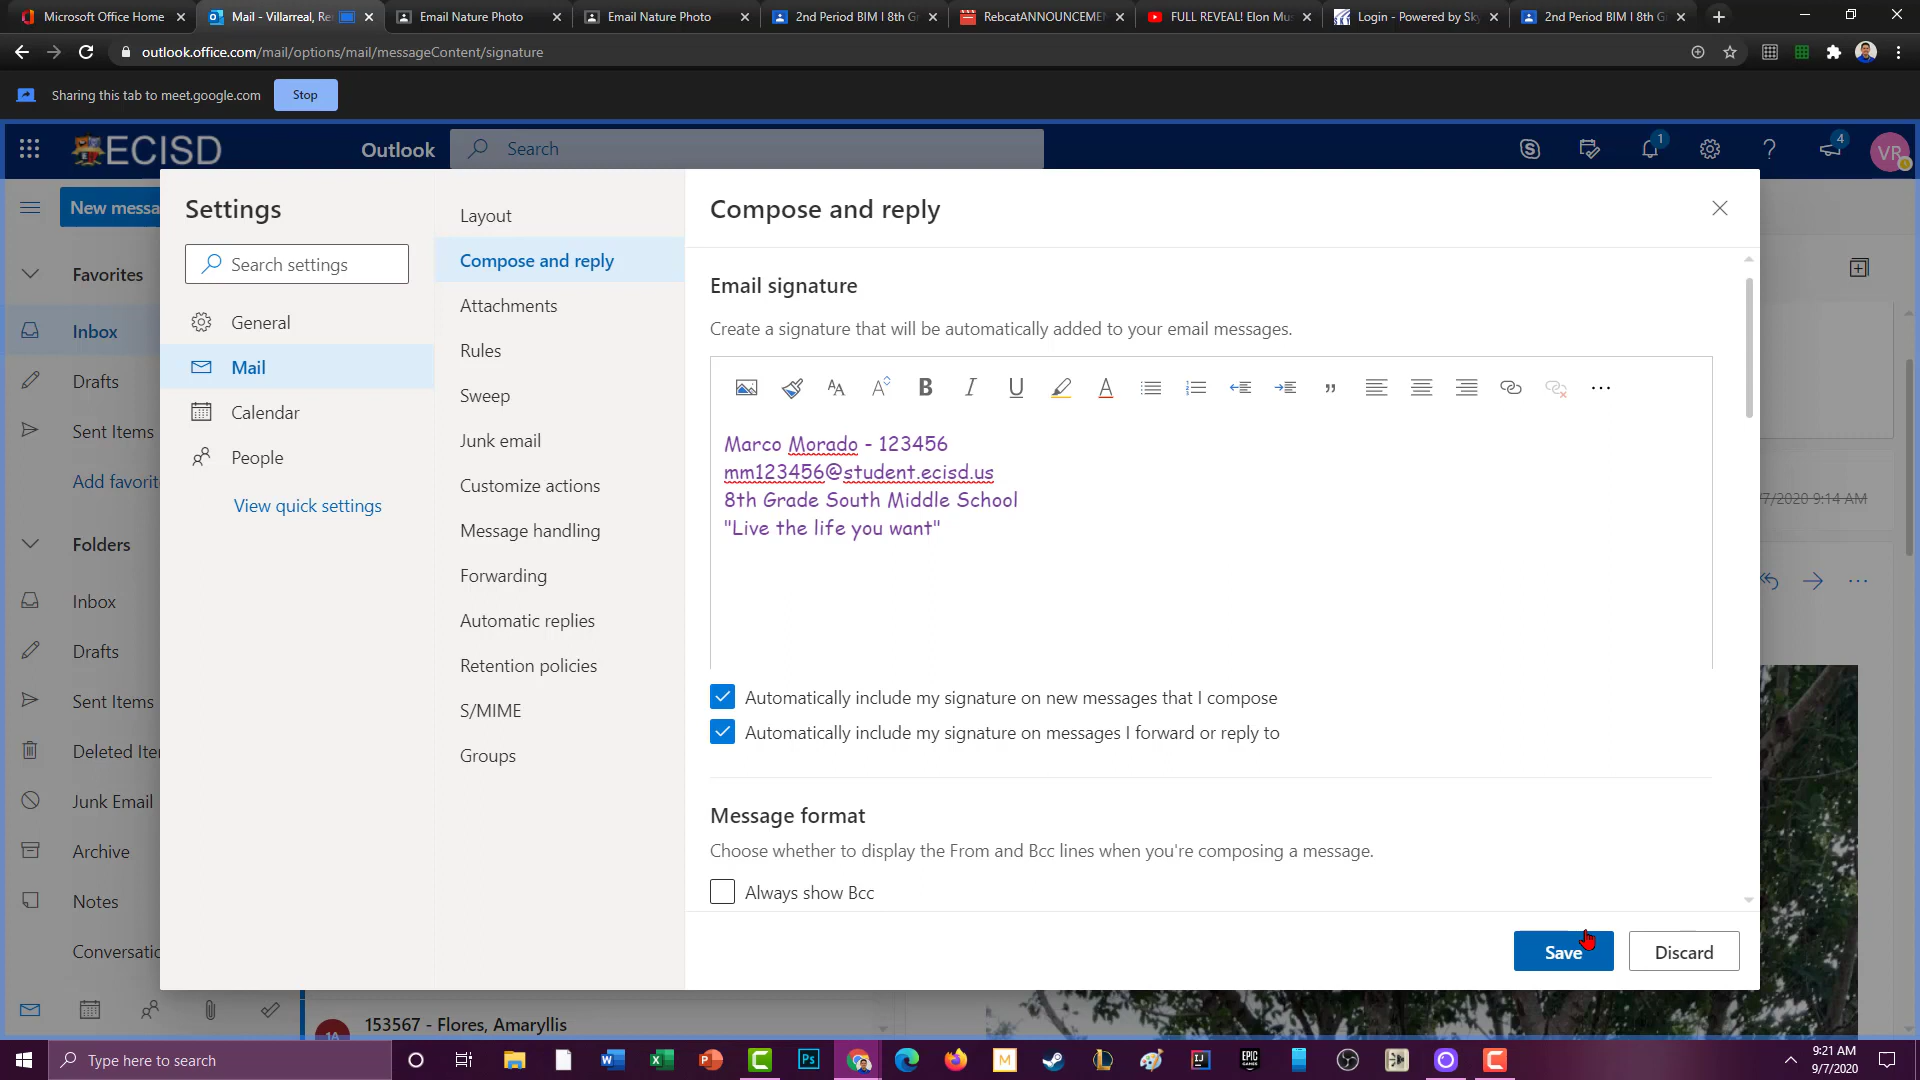 Microsoft Office Home
Mail - Villarreal, Re
Email Nature Photo
Email Nature Photo
2nd Period BIM I 8th G
RebcatANNOUNCEME
FULL REVEAL! Elon Mu
Login - Powered by Sky
2nd Period BIM I 8th G
outlook.office.com/mail/options/mail/messageContent/signature
Sharing this tab to meet.google.com
Stop
ECISD
Outlook
Search
1
4
VR
New messa
Settings
Search settings
General
Mail
Calendar
People
View quick settings
Favorites
Inbox
Drafts
Sent Items
Add favorit
Folders
Inbox
Drafts
Sent Items
Deleted Iter
Junk Email
Archive
Notes
Conversatio
Layout
Compose and reply
Attachments
Rules
Sweep
Junk email
Customize actions
Message handling
Forwarding
Automatic replies
Retention policies
S/MIME
Groups
Compose and reply
Email signature
Create a signature that will be automatically added to your email messages.
Marco Morado - 123456
mm123456@student.ecisd.us
8th Grade South Middle School
"Live the life you want"
Automatically include my signature on new messages that I compose
Automatically include my signature on messages I forward or reply to
Message format
Choose whether to display the From and Bcc lines when you're composing a message.
Always show Bcc
Save
Discard
7/2020 9:14 AM
153567 - Flores, Amaryllis
Type here to search
9:21 AM
9/7/2020